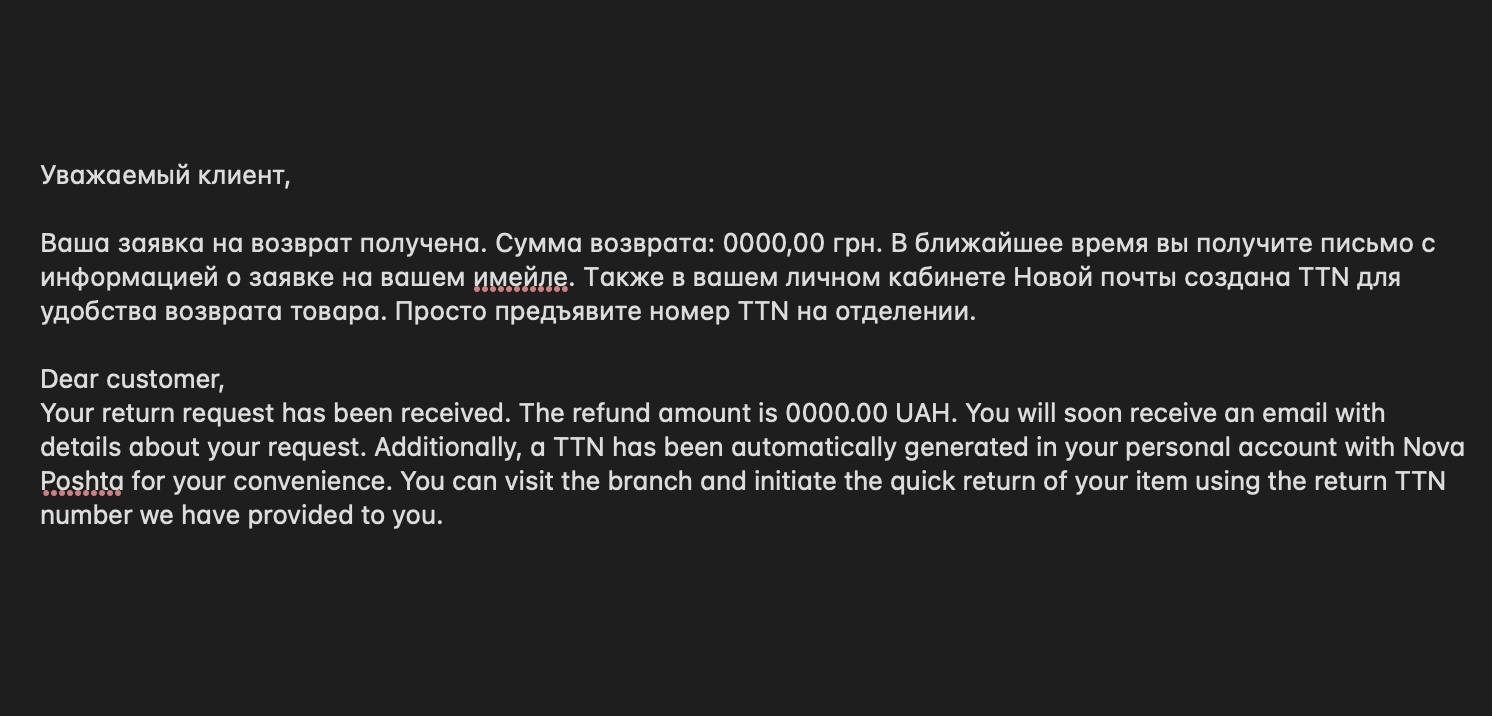 Уважаемый клиент,
Ваша заявка на возврат получена. Сумма возврата: 0000,00 грн. В ближайшее время вы получите письмо с
информацией о заявке на вашем имейле. Также в вашем личном кабинете Новой почты создана TTN для
удобства возврата товара. Просто предъявите номер TTN на отделении.
Dear customer,
Your return request has been received. The refund amount is 0000.00 UAH. You will soon receive an email with
details about your request. Additionally, a TTN has been automatically generated in your personal account with Nova
Poshta for your convenience. You can visit the branch and initiate the quick return of your item using the return TTN
number we have provided to you.